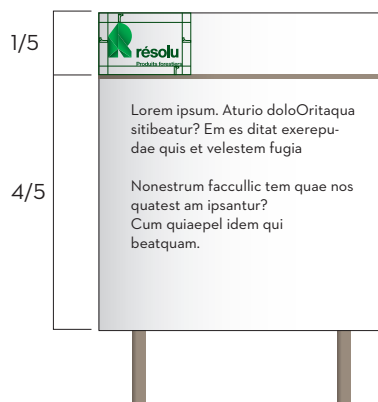 1/5
résolu
Produits forestiers
4/5
Lorem ipsum. Aturio doloOritaqua
sitibeatur? Em es ditat exerepu-
dae quis et velestem fugia
Nonestrum faccullic tem quae nos
quatest am ipsantur?
Cum quiaepel idem qui
beatquam.